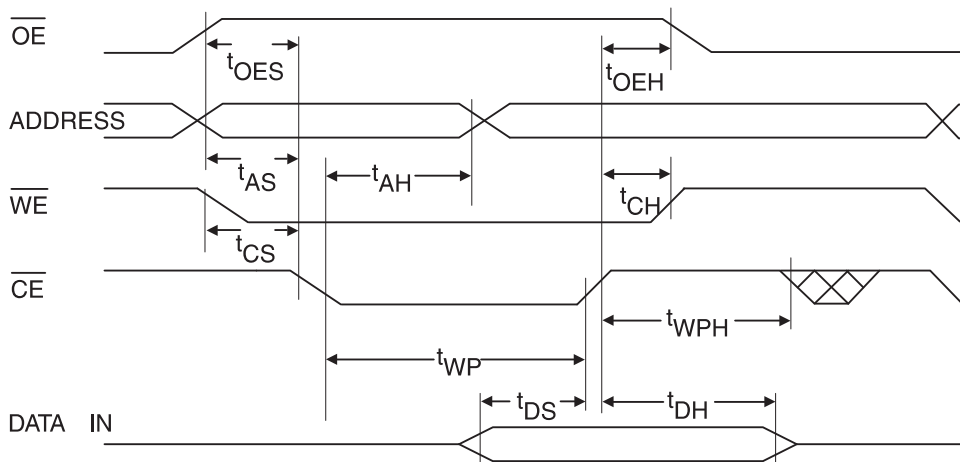 OE
tOES
tOEH
ADDRESS
tAS
tAH
tCH
WE
tCS
CE
tWPH
tWP
tDS
tDH
DATA IN